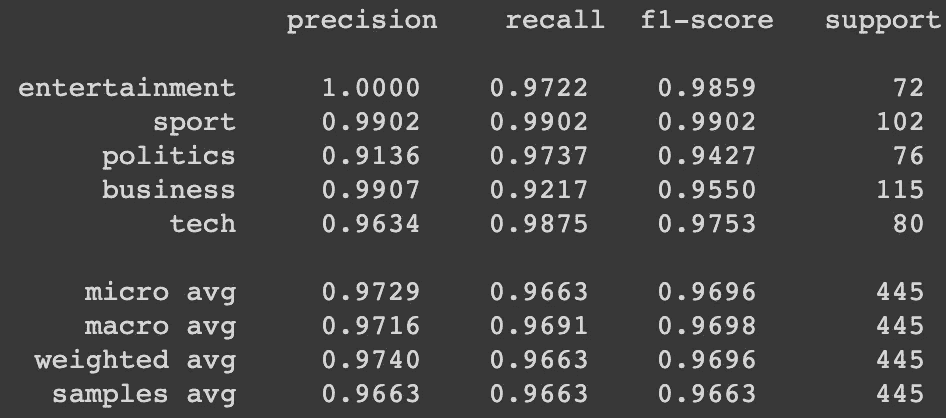 precision recall f1-score support
entertainment 1.0000 0.9722 0.9859 72
sport 0.9902 0.9902 0.9902 102
politics 0.9136 0.9737 0.9427 76
business 0.9907 0.9217 0.9550 115
tech 0.9634 0.9875 0.9753 80
micro avg 0.9729 0.9663 0.9696 445
macro avg 0.9716 0.9691 0.9698 445
weighted avg 0.9740 0.9663 0.9696 445
samples avg 0.9663 0.9663 0.9663 445